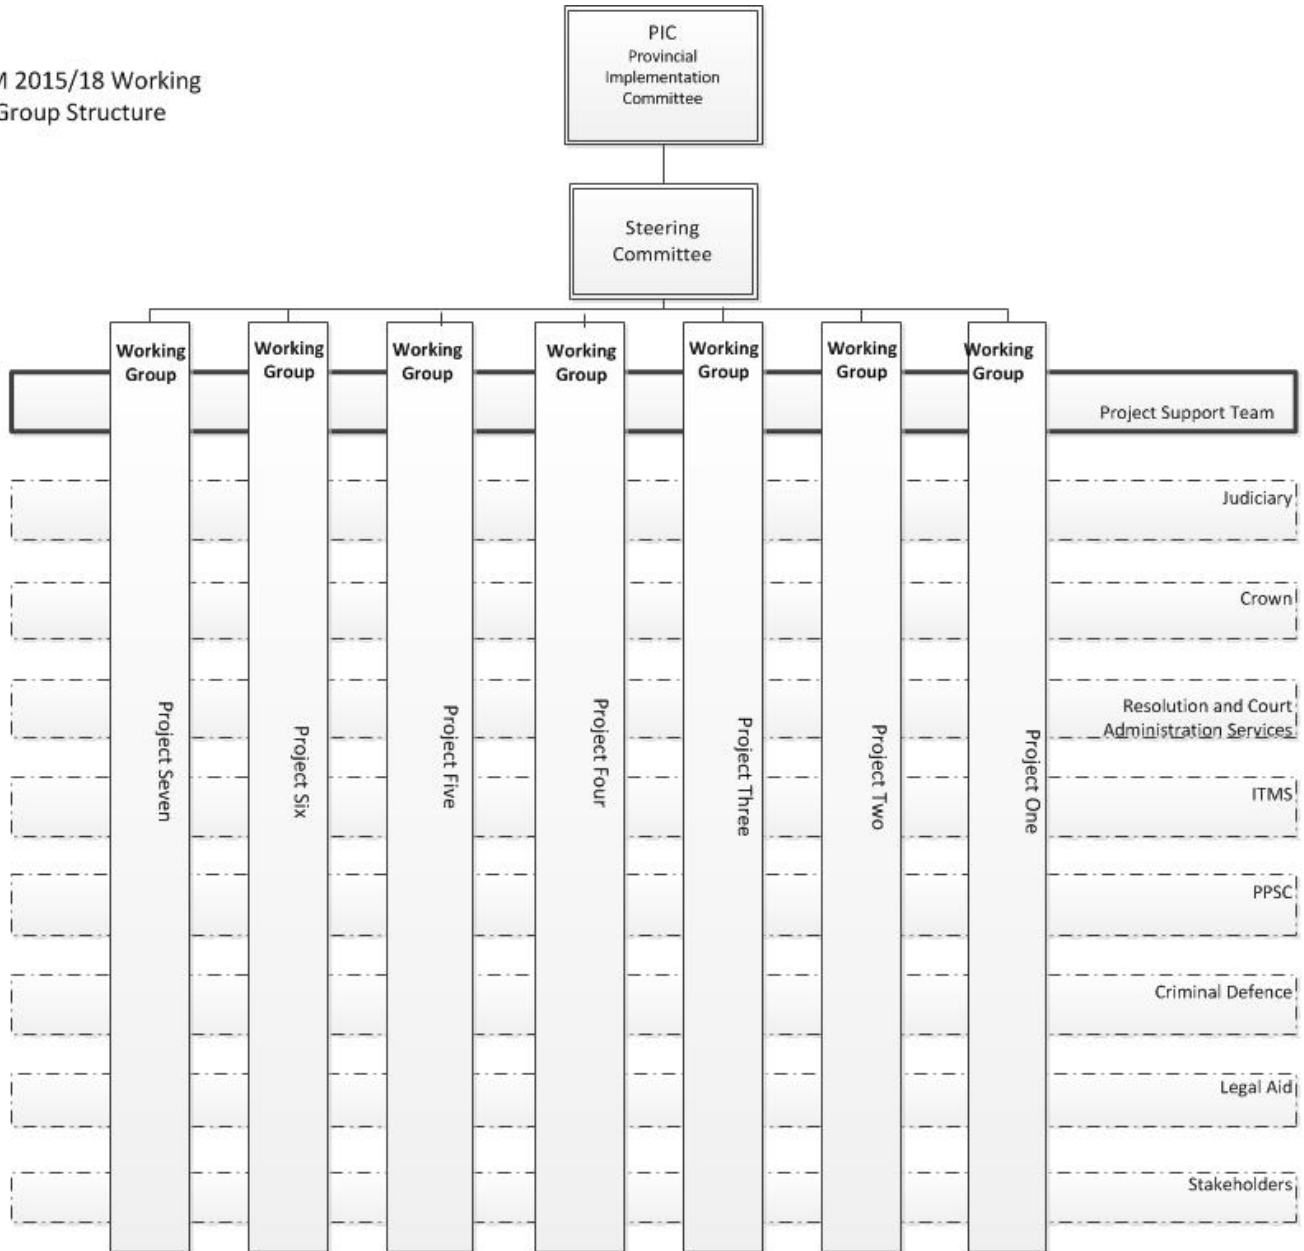 PIC
Provincial
Implementation
Committee
M 2015/18 Working
Group Structure
Steering
Committee
Working
Group
Working
Group
Working
Group
Working
Group
Working
Group
Working
Group
Working
Group
Project Support Team
Judiciary
Crown
Resolution and Court
Administration Services
ITMS
PPSC
Criminal Defence
Legal Aid
Stakeholders
Project Seven
Project Six
Project Five
Project Four
Project Three
Project Two
Project One